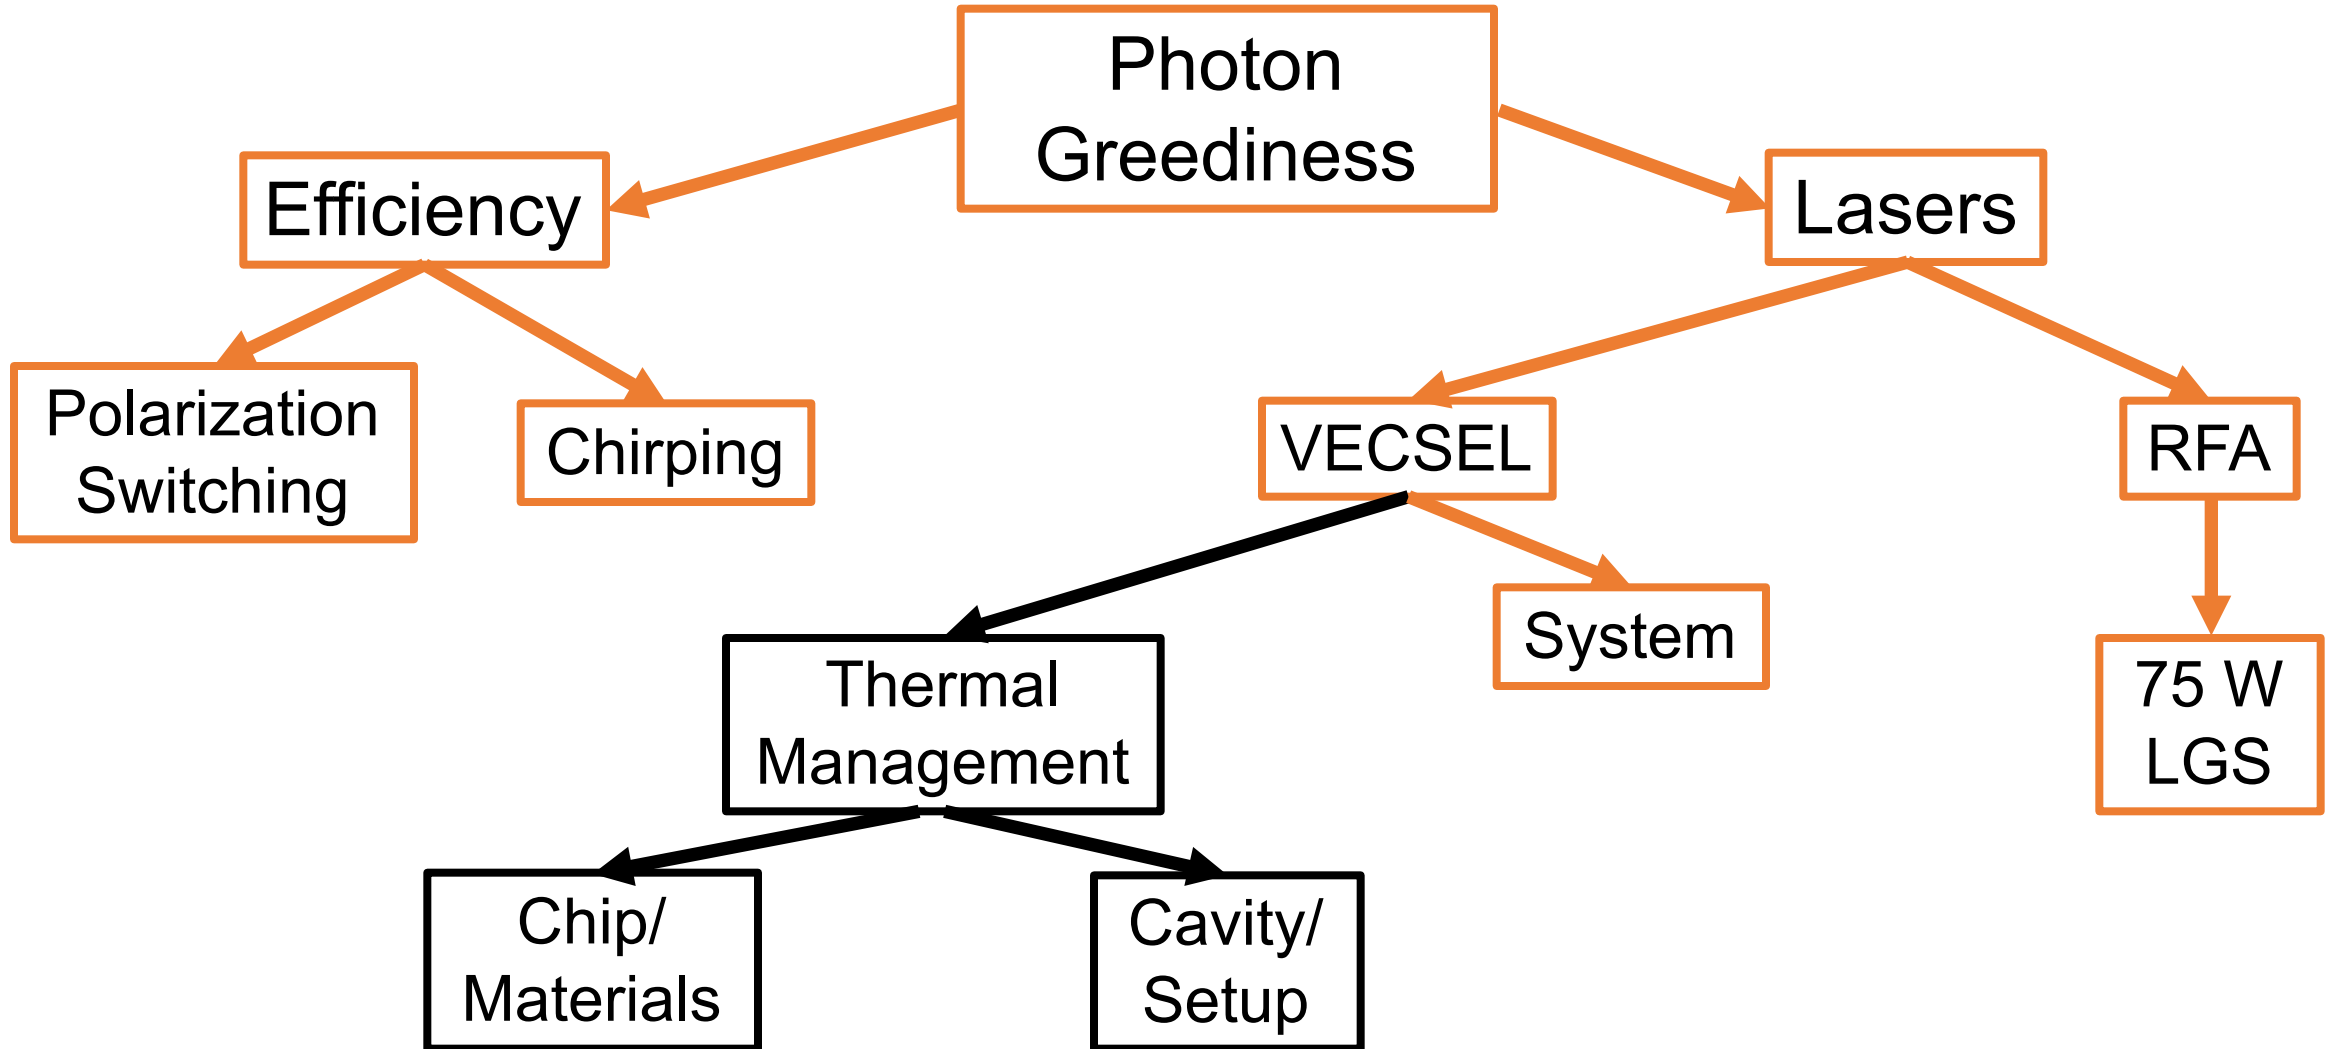 Photon
Greediness
Efficiency
Lasers
Polarization
Switching
Chirping
VECSEL
RFA
System
Thermal
Management
75 W
LGS
Chip/
Materials
Cavity/
Setup